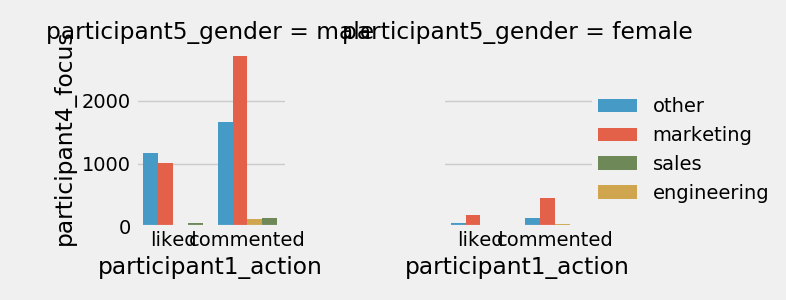 participant5_gender = male
participant5_gender = female
participant4_focus
2000
1000
0
liked
commented
liked
commented
participant1_action
participant1_action
other
marketing
sales
engineering